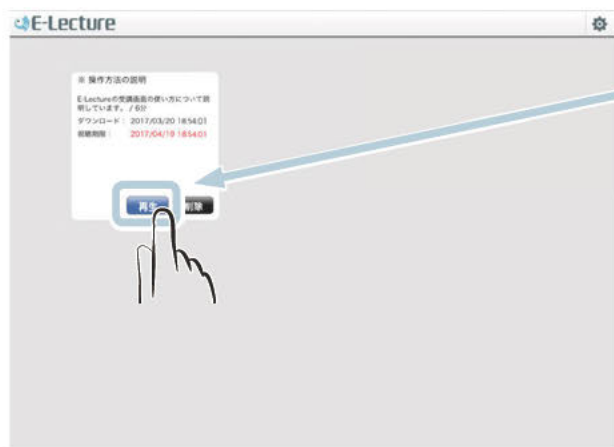 E-Lecture
※ 操作方法の説明
E-Lectureの受講画面の使い方について説
明しています。 / 6分
ダウンロード： 2017/03/20 18:54:01
視聴期限： 2017/04/19 18:54:01
再生 削除